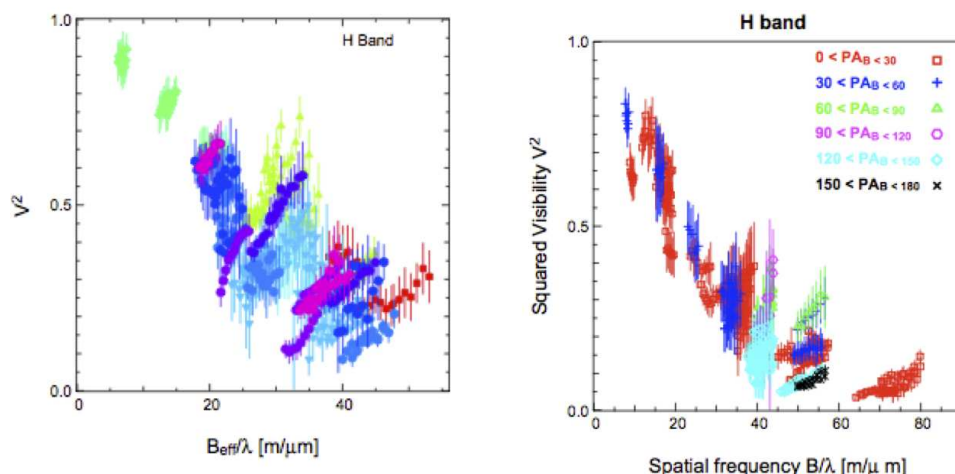 H Band
V²
1.0
0.5
0.0
0
20
40
B_eff/λ [m/μm]
H band
Squared Visibility V²
1.0
0.5
0.0
0 < PA_B < 30
30 < PA_B < 60
60 < PA_B < 90
90 < PA_B < 120
120 < PA_B < 150
150 < PA_B < 180
0
20
40
60
80
Spatial frequency B/λ [m/μ m]